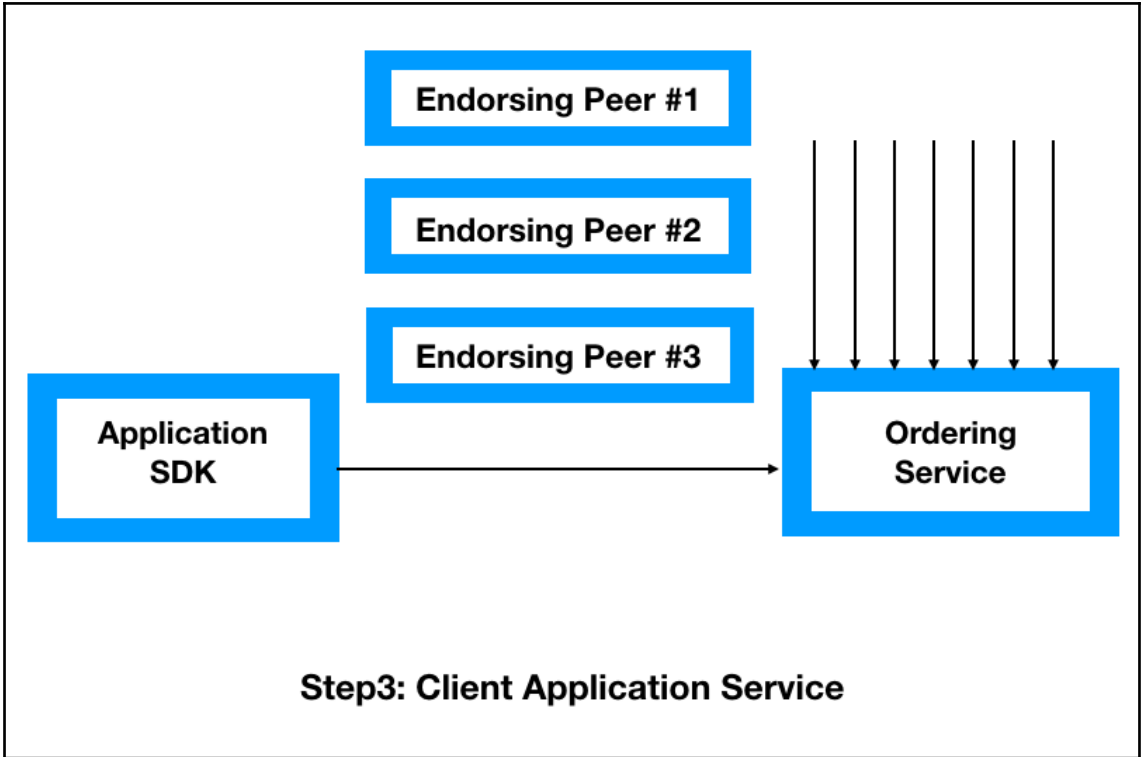 Endorsing Peer #1
Endorsing Peer #2
Endorsing Peer #3
Application
SDK
Ordering
Service
Step3: Client Application Service